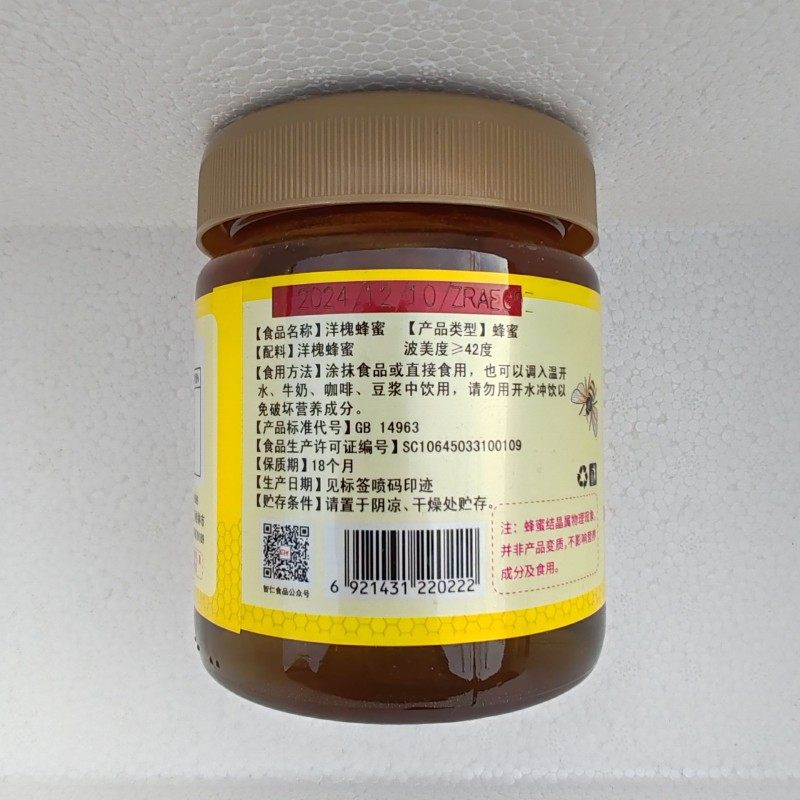 2024/12/10/ZRAE
【食品名称】洋槐蜂蜜 【产品类型】蜂蜜
【配料】洋槐蜂蜜 波美度≥42度
【食用方法】涂抹食品或直接食用，也可以调入温开
水、牛奶、咖啡、豆浆中饮用，请勿用开水冲饮以
免破坏营养成分。
【产品标准代号】GB 14963
【食品生产许可证编号】SC10645033100109
【保质期】18个月
【生产日期】见标签喷码印迹
【贮存条件】请置于阴凉、干燥处贮存。
注：蜂蜜结晶属物理现象，
并非产品变质，不影响营养
成分及食用。
智仁食品公众号
6 921431 220222